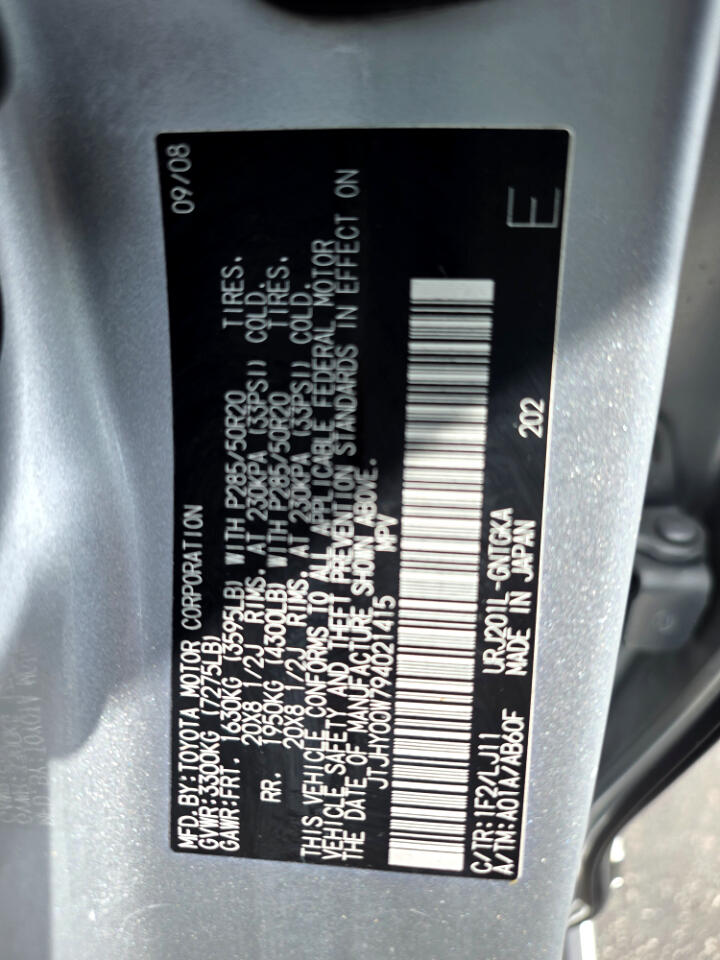 MFD. BY: TOYOTA MOTOR CORPORATION 09/08
GVWR: 3300KG (7275LB)
GAWR: FRT. 1630KG (3595LB) WITH P285/50R20 TIRES.
20X8 1/2J RIMS. AT 230KPA (33PSI) COLD.
RR. 1950KG (4300LB) WITH P285/50R20 TIRES.
20X8 1/2J RIMS. AT 230KPA (33PSI) COLD.
THIS VEHICLE CONFORMS TO ALL APPLICABLE FEDERAL MOTOR
VEHICLE SAFETY AND THEFT PREVENTION STANDARDS IN EFFECT ON
THE DATE OF MANUFACTURE SHOWN ABOVE.
JTJHY00W794021415 MPV
C/TR: 1F2/LJ11 URJ201L-GNTGKA
A/TM: A01A/AB60F MADE IN JAPAN 202
E